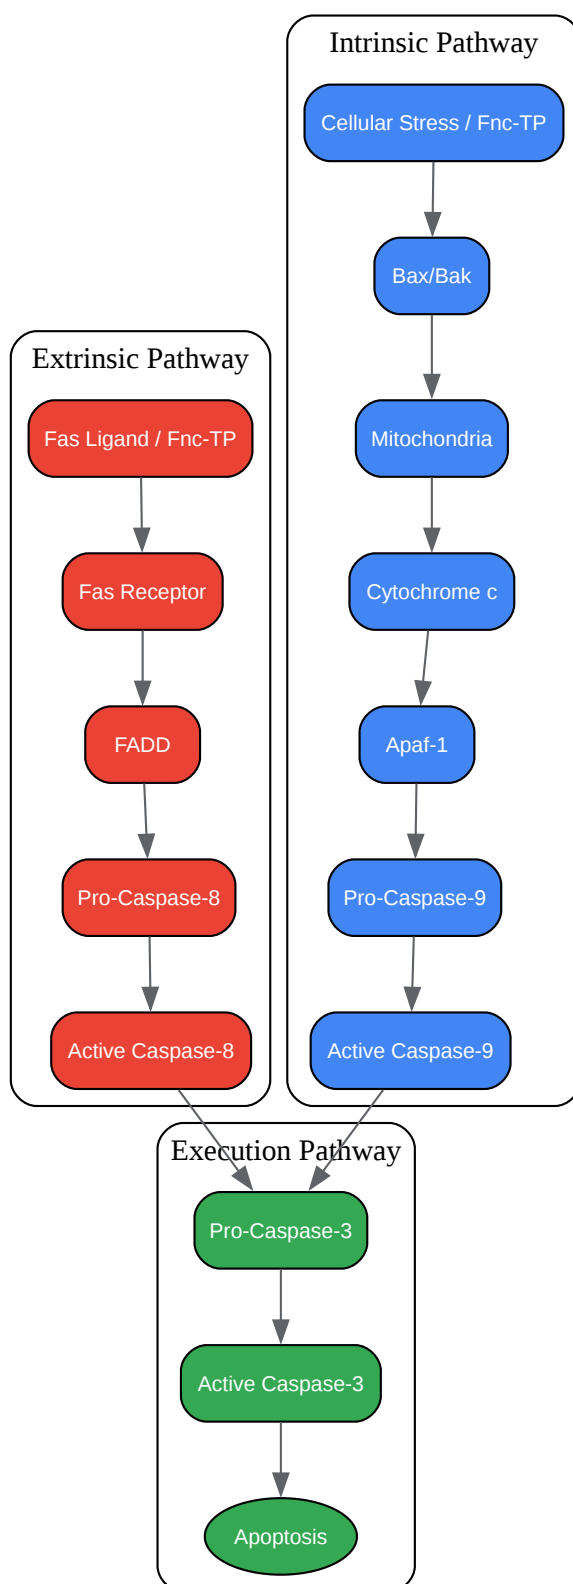 Intrinsic Pathway
Cellular Stress / Fnc-TP
Bax/Bak
Mitochondria
Cytochrome c
Apaf-1
Pro-Caspase-9
Active Caspase-9
Extrinsic Pathway
Fas Ligand / Fnc-TP
Fas Receptor
FADD
Pro-Caspase-8
Active Caspase-8
Execution Pathway
Pro-Caspase-3
Active Caspase-3
Apoptosis